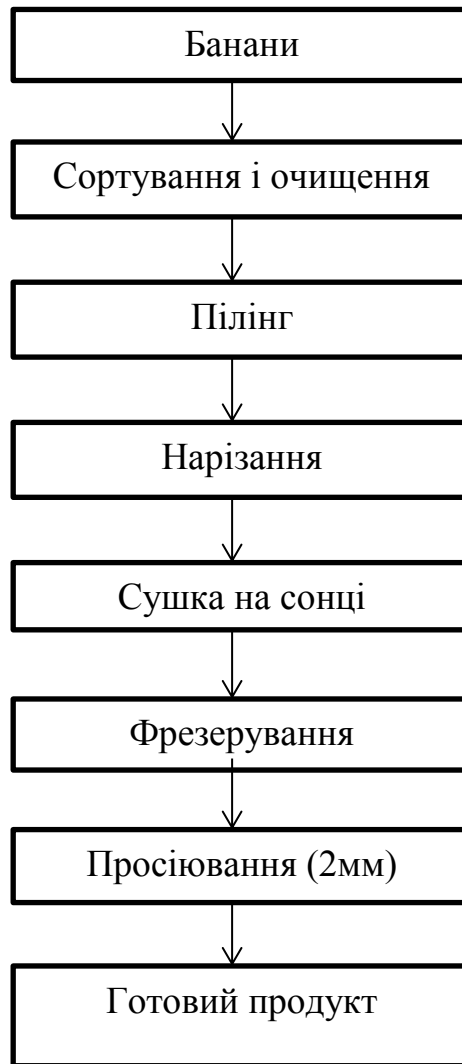 Банани
Сортування і очищення
Пілінг
Нарізання
Сушка на сонці
Фрезерування
Просіювання (2мм)
Готовий продукт